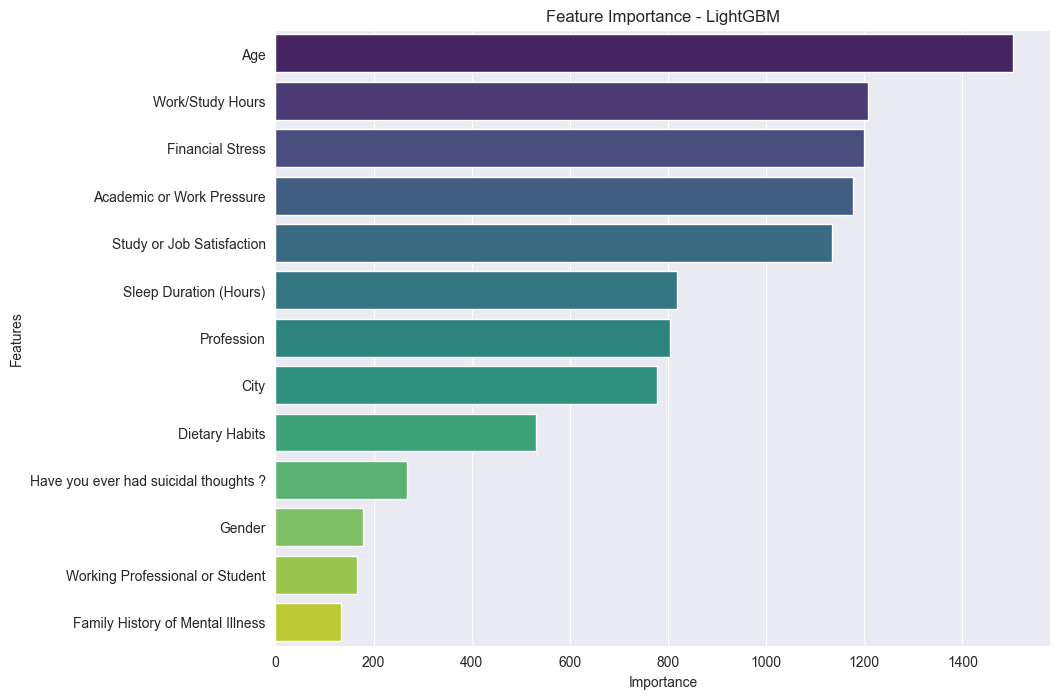 Feature Importance - LightGBM
Age
Work/Study Hours
Financial Stress
Academic or Work Pressure
Study or Job Satisfaction
Sleep Duration (Hours)
Profession
City
Dietary Habits
Have you ever had suicidal thoughts ?
Gender
Working Professional or Student
Family History of Mental Illness
Features
0 200 400 600 800 1000 1200 1400
Importance